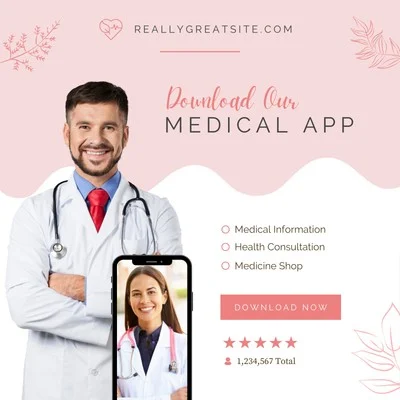 REALLYGREATSITE.COM
Download Our
MEDICAL APP
Medical Information
Health Consultation
Medicine Shop
DOWNLOAD NOW
1,234,567 Total